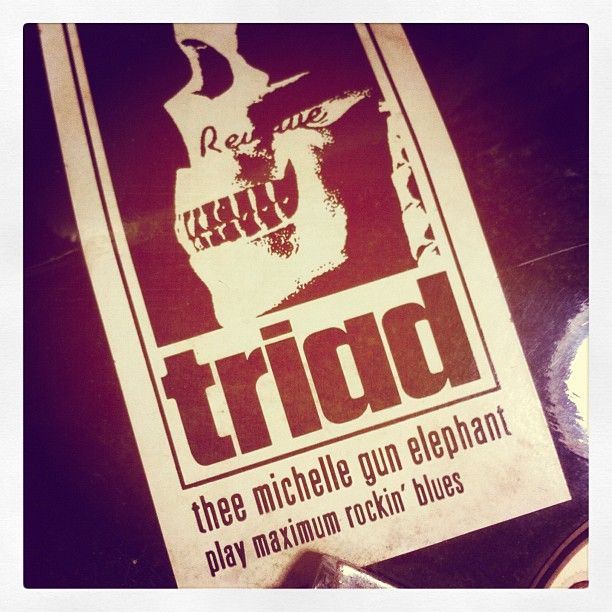 Revue
triad
thee michelle gun elephant
play maximum rockin' blues